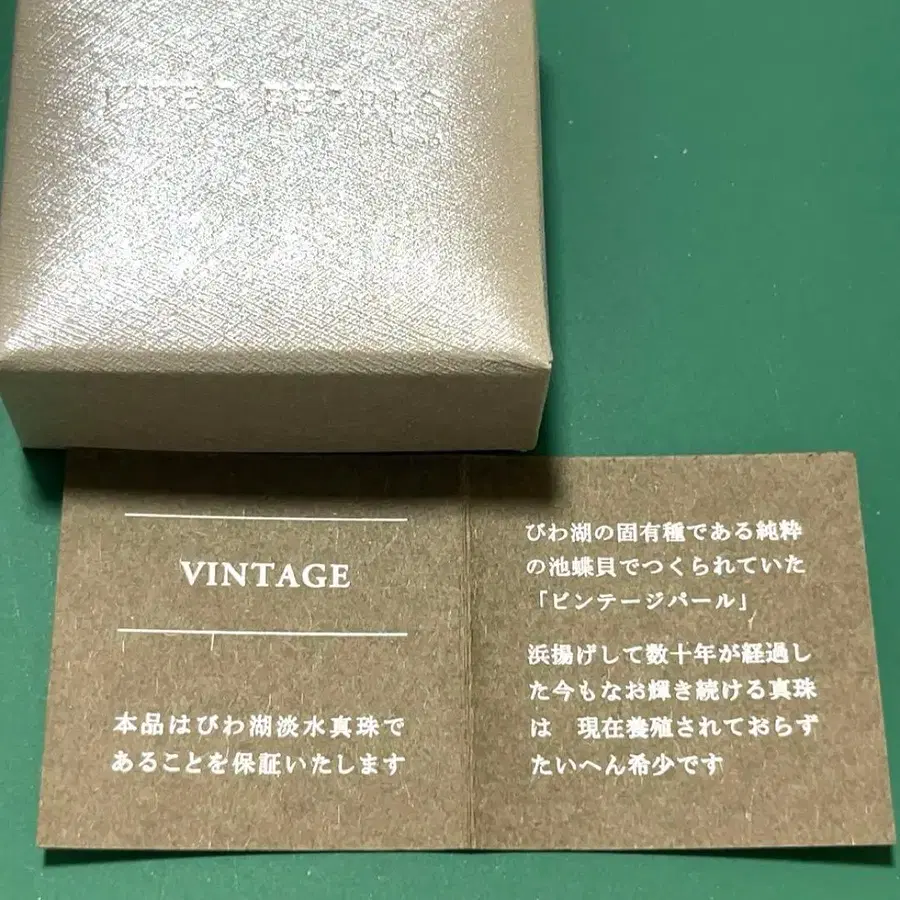 VINTAGE
本品はびわ湖淡水真珠で
あることを保証いたします
びわ湖の固有種である純粋
の池蝶貝でつくられていた
「ビンテージパール」
浜揚げして数十年が経過し
た今もなお輝き続ける真珠
は　現在養殖されておらず
たいへん希少です